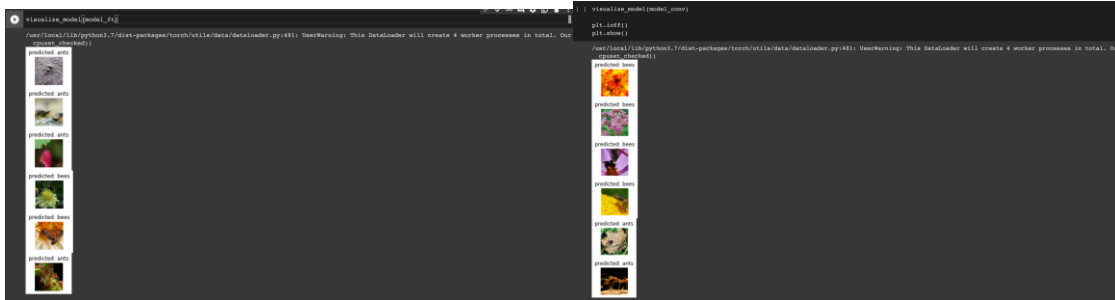 visualize_model(model_ft)
/usr/local/lib/python3.7/dist-packages/torch/utils/data/dataloader.py:481: UserWarning: This DataLoader will create 4 worker processes in total. Our
cpuset_checked))
predicted: ants
predicted: ants
predicted: ants
predicted: bees
predicted: bees
predicted: ants
[ ] visualize_model(model_conv)
plt.ioff()
plt.show()
/usr/local/lib/python3.7/dist-packages/torch/utils/data/dataloader.py:481: UserWarning: This DataLoader will create 4 worker processes in total. Ou
cpuset_checked))
predicted: bees
predicted: bees
predicted: bees
predicted: bees
predicted: ants
predicted: ants